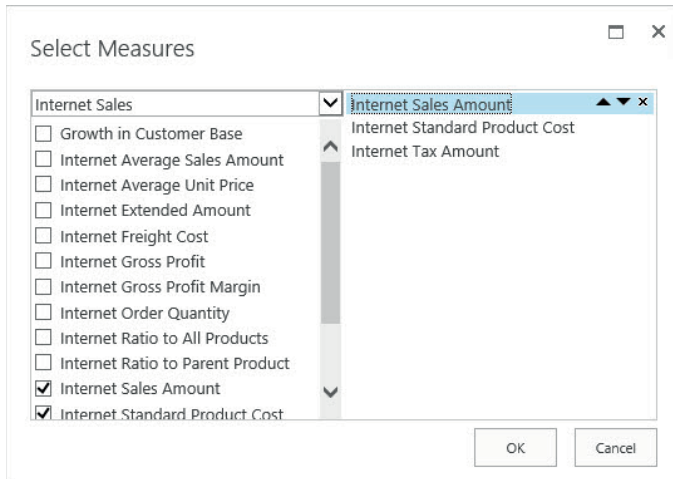 Select Measures
Internet Sales
Growth in Customer Base
Internet Average Sales Amount
Internet Average Unit Price
Internet Extended Amount
Internet Freight Cost
Internet Gross Profit
Internet Gross Profit Margin
Internet Order Quantity
Internet Ratio to All Products
Internet Ratio to Parent Product
Internet Sales Amount
Internet Standard Product Cost
Internet Sales Amount
Internet Standard Product Cost
Internet Tax Amount
OK
Cancel